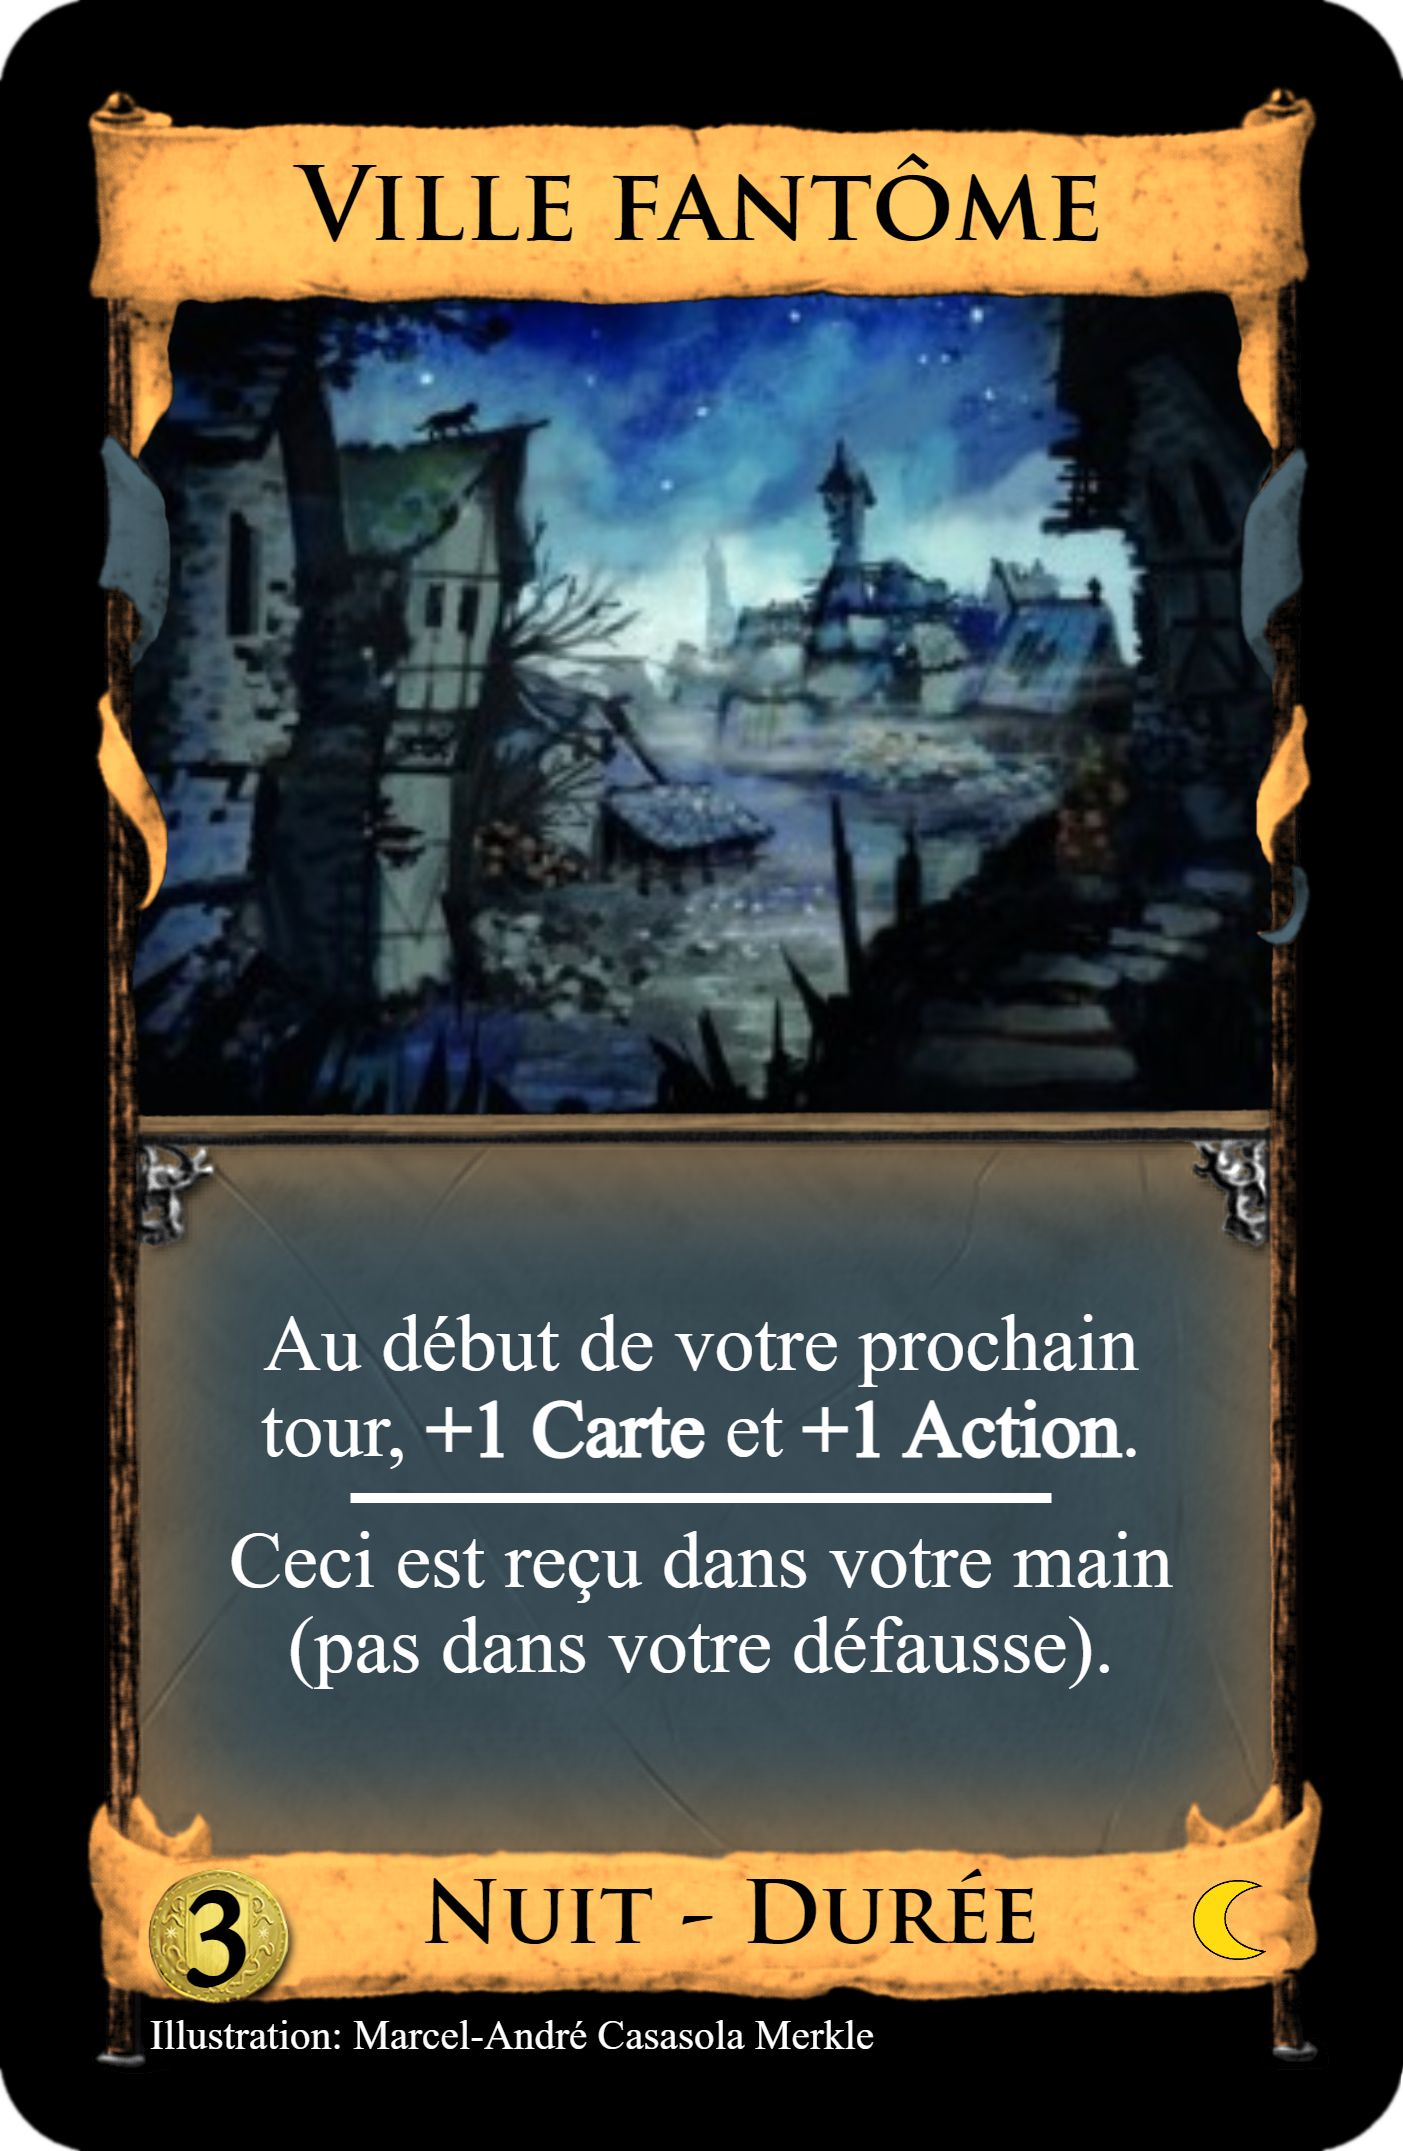 Ville fantôme
Au début de votre prochain
tour, +1 Carte et +1 Action.
Ceci est reçu dans votre main
(pas dans votre défausse).
3
Nuit - Durée
Illustration: Marcel-André Casasola Merkle